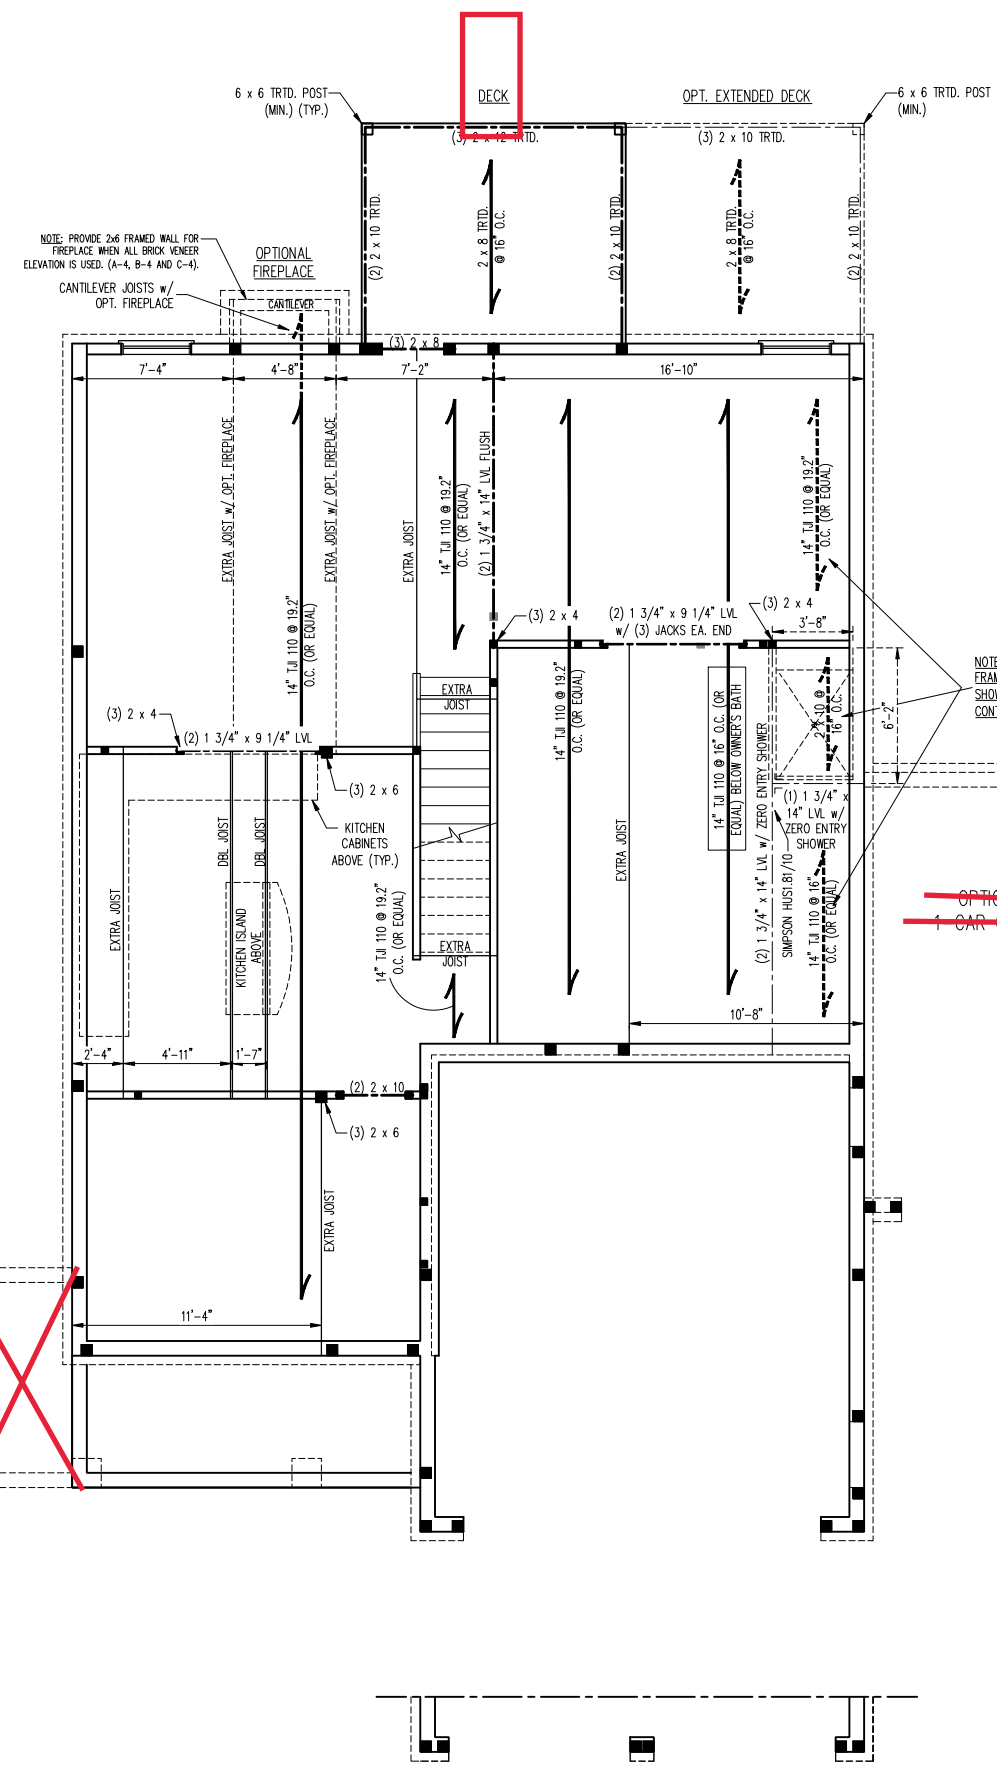 DECK
OPT. EXTENDED DECK
6 x 6 TRTD. POST
(MIN.) (TYP.)
6 x 6 TRTD. POST
(MIN.)
(3) 2 x 12 TRTD.
(3) 2 x 10 TRTD.
(2) 2 x 10 TRTD.
2 x 8 TRTD.
@ 16" O.C.
(2) 2 x 10 TRTD.
2 x 8 TRTD.
@ 16" O.C.
(2) 2 x 10 TRTD.
NOTE: PROVIDE 2x6 FRAMED WALL FOR
FIREPLACE WHEN ALL BRICK VENEER
ELEVATION IS USED. (A-4, B-4 AND C-4).
OPTIONAL
FIREPLACE
CANTILEVER JOISTS w/
OPT. FIREPLACE
CANTILEVER
(3) 2 x 8
7'-4"
4'-8"
7'-2"
16'-10"
EXTRA JOIST w/ OPT. FIREPLACE
EXTRA JOIST w/ OPT. FIREPLACE
EXTRA JOIST
14" TJI 110 @ 19.2"
O.C. (OR EQUAL)
(2) 1 3/4" x 14" LVL FLUSH
14" TJI 110 @ 19.2"
O.C. (OR EQUAL)
14" TJI 110 @ 19.2"
O.C. (OR EQUAL)
(3) 2 x 4
(2) 1 3/4" x 9 1/4" LVL
w/ (3) JACKS EA. END
(3) 2 x 4
3'-8"
NOTE
FRAM
SHOW
CONT
EXTRA
JOIST
(3) 2 x 4
(2) 1 3/4" x 9 1/4" LVL
14" TJI 110 @ 19.2"
O.C. (OR EQUAL)
2 x 10 @
16" O.C.
6'-2"
(3) 2 x 6
KITCHEN
CABINETS
ABOVE (TYP.)
14" TJI 110 @ 16" O.C. (OR
EQUAL) BELOW OWNER'S BATH
(2) 1 3/4" x 14" LVL w/ ZERO ENTRY SHOWER
(1) 1 3/4" x
14" LVL w/
ZERO ENTRY
SHOWER
SIMPSON HUS1.81/10
DBL JOIST
DBL JOIST
EXTRA JOIST
EXTRA JOIST
KITCHEN ISLAND
ABOVE
14" TJI 110 @ 19.2"
O.C. (OR EQUAL)
EXTRA
JOIST
14" TJI 110 @ 16"
O.C. (OR EQUAL)
OPTIO
1 CAR
10'-8"
2'-4"
4'-11"
1'-7"
(2) 2 x 10
(3) 2 x 6
EXTRA JOIST
11'-4"